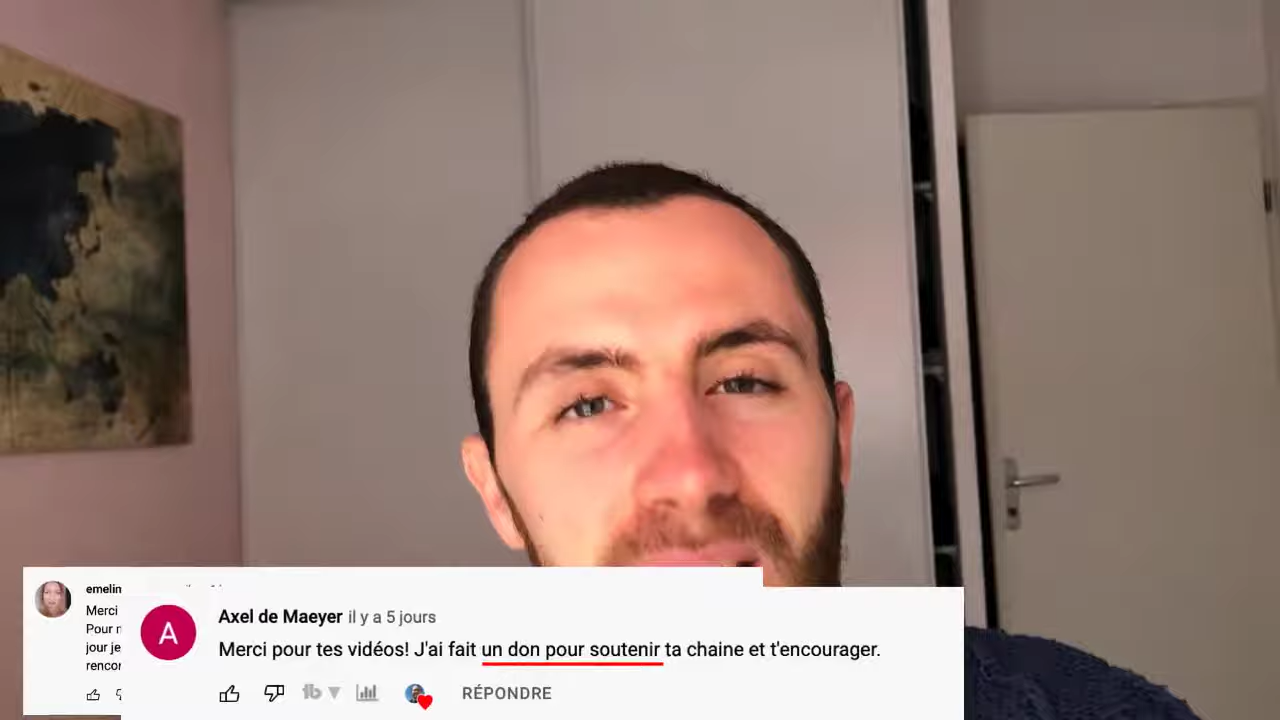 emelin
Merci
Pour
jour je
rencor
Axel de Maeyer il y a 5 jours
Merci pour tes vidéos! J'ai fait un don pour soutenir ta chaine et t'encourager.
RÉPONDRE